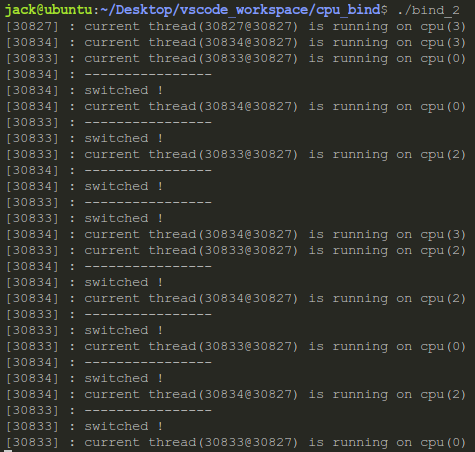 jack@ubuntu:~/Desktop/vscode_workspace/cpu_bind$ ./bind_2
[30827] : current thread(30827@30827) is running on cpu(3)
[30834] : current thread(30834@30827) is running on cpu(3)
[30833] : current thread(30833@30827) is running on cpu(0)
[30834] : ----------------
[30834] : switched !
[30834] : current thread(30834@30827) is running on cpu(0)
[30833] : ----------------
[30833] : switched !
[30833] : current thread(30833@30827) is running on cpu(2)
[30834] : ----------------
[30834] : switched !
[30833] : ----------------
[30833] : switched !
[30834] : current thread(30834@30827) is running on cpu(3)
[30833] : current thread(30833@30827) is running on cpu(2)
[30834] : ----------------
[30834] : switched !
[30834] : current thread(30834@30827) is running on cpu(2)
[30833] : ----------------
[30833] : switched !
[30833] : current thread(30833@30827) is running on cpu(0)
[30834] : ----------------
[30834] : switched !
[30834] : current thread(30834@30827) is running on cpu(2)
[30833] : ----------------
[30833] : switched !
[30833] : current thread(30833@30827) is running on cpu(0)